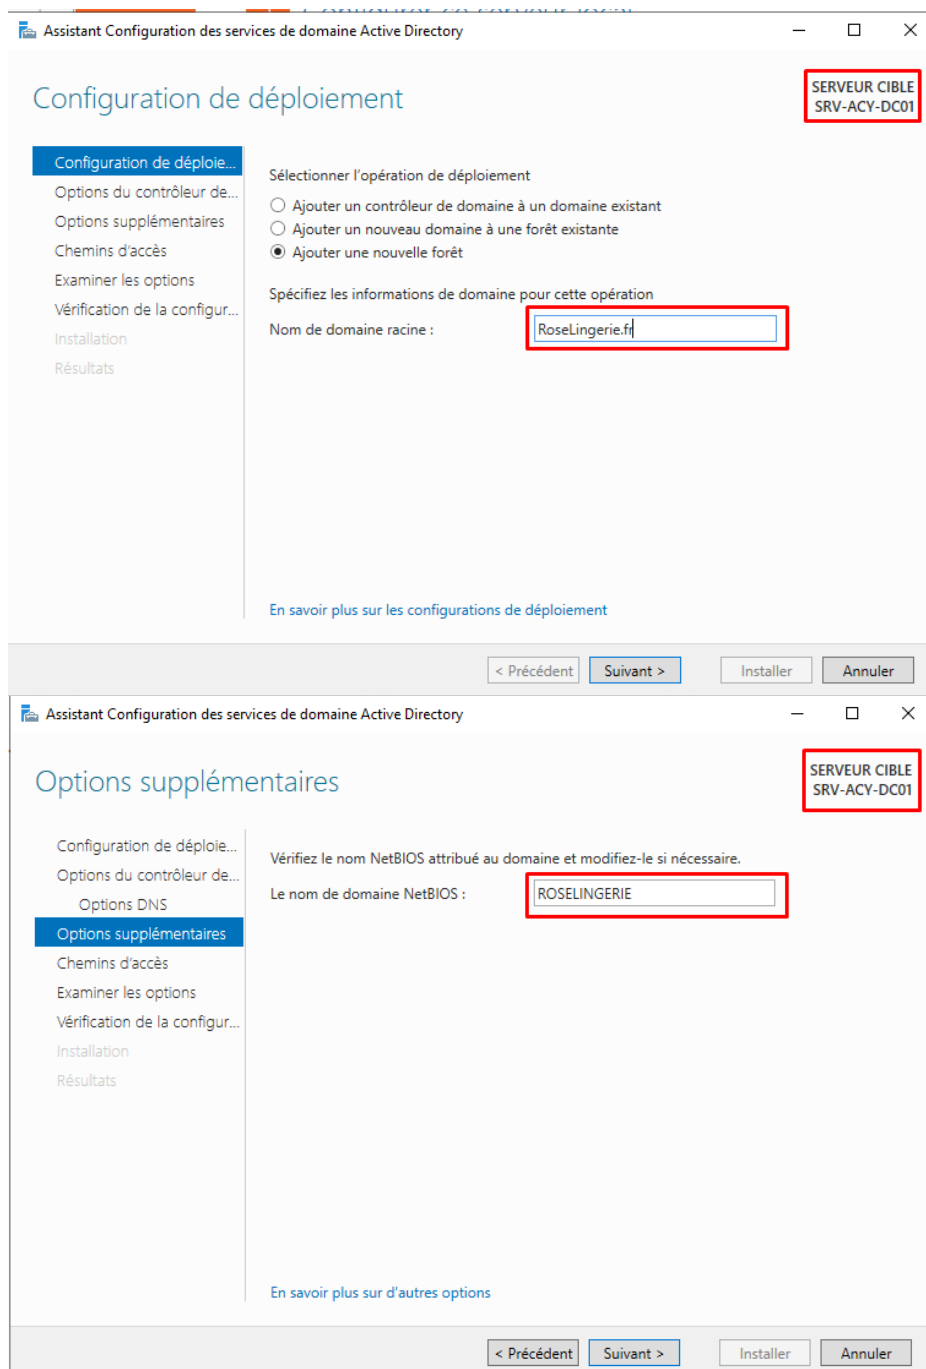 Assistant Configuration des services de domaine Active Directory
Configuration de déploiement
SERVEUR CIBLE
SRV-ACY-DC01
Configuration de déploie...
Options du contrôleur de...
Options supplémentaires
Chemins d'accès
Examiner les options
Vérification de la configur...
Installation
Résultats
Sélectionner l'opération de déploiement
Ajouter un contrôleur de domaine à un domaine existant
Ajouter un nouveau domaine à une forêt existante
Ajouter une nouvelle forêt
Spécifiez les informations de domaine pour cette opération
Nom de domaine racine : RoseLingerie.fr
En savoir plus sur les configurations de déploiement
< Précédent Suivant > Installer Annuler
Assistant Configuration des services de domaine Active Directory
Options supplémentaires
SERVEUR CIBLE
SRV-ACY-DC01
Configuration de déploie...
Options du contrôleur de...
Options DNS
Options supplémentaires
Chemins d'accès
Examiner les options
Vérification de la configur...
Installation
Résultats
Vérifiez le nom NetBIOS attribué au domaine et modifiez-le si nécessaire.
Le nom de domaine NetBIOS : ROSELINGERIE
En savoir plus sur d'autres options
< Précédent Suivant > Installer Annuler